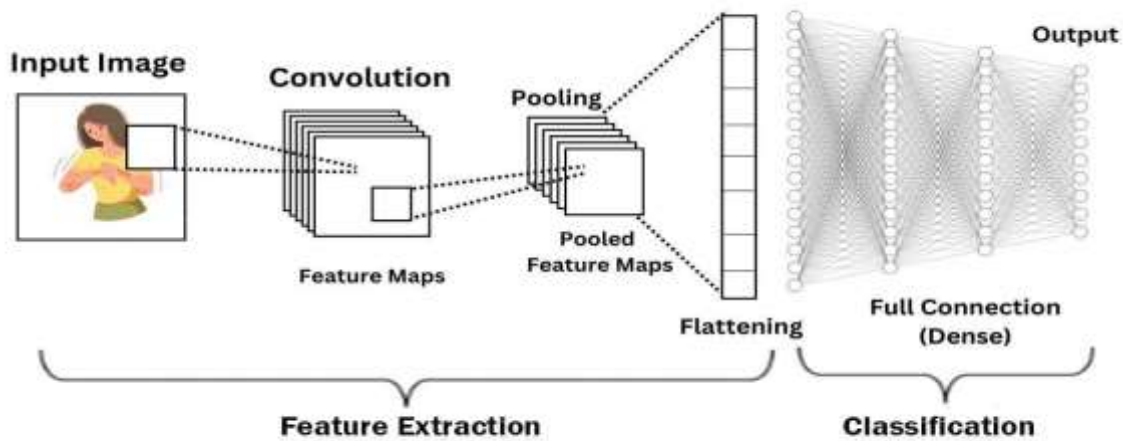 Input Image
Convolution
Pooling
Output
Feature Maps
Pooled
Feature Maps
Flattening
Full Connection
(Dense)
Feature Extraction
Classification